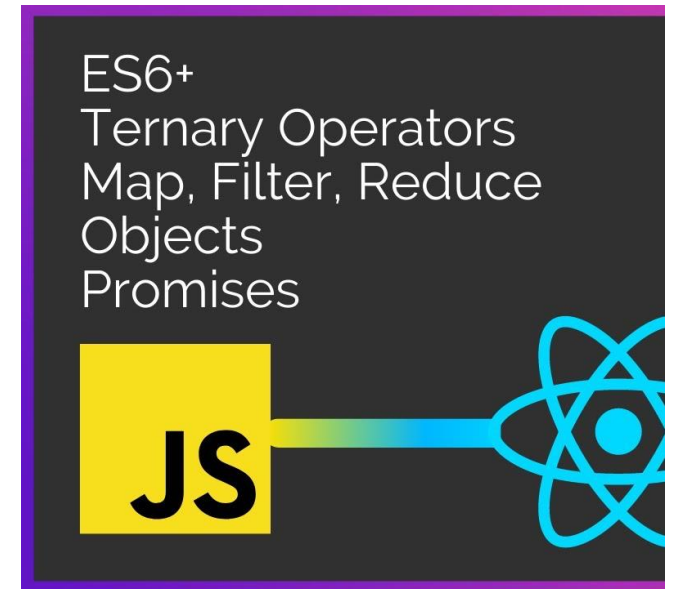 ES6+
Ternary Operators
Map, Filter, Reduce
Objects
Promises
JS